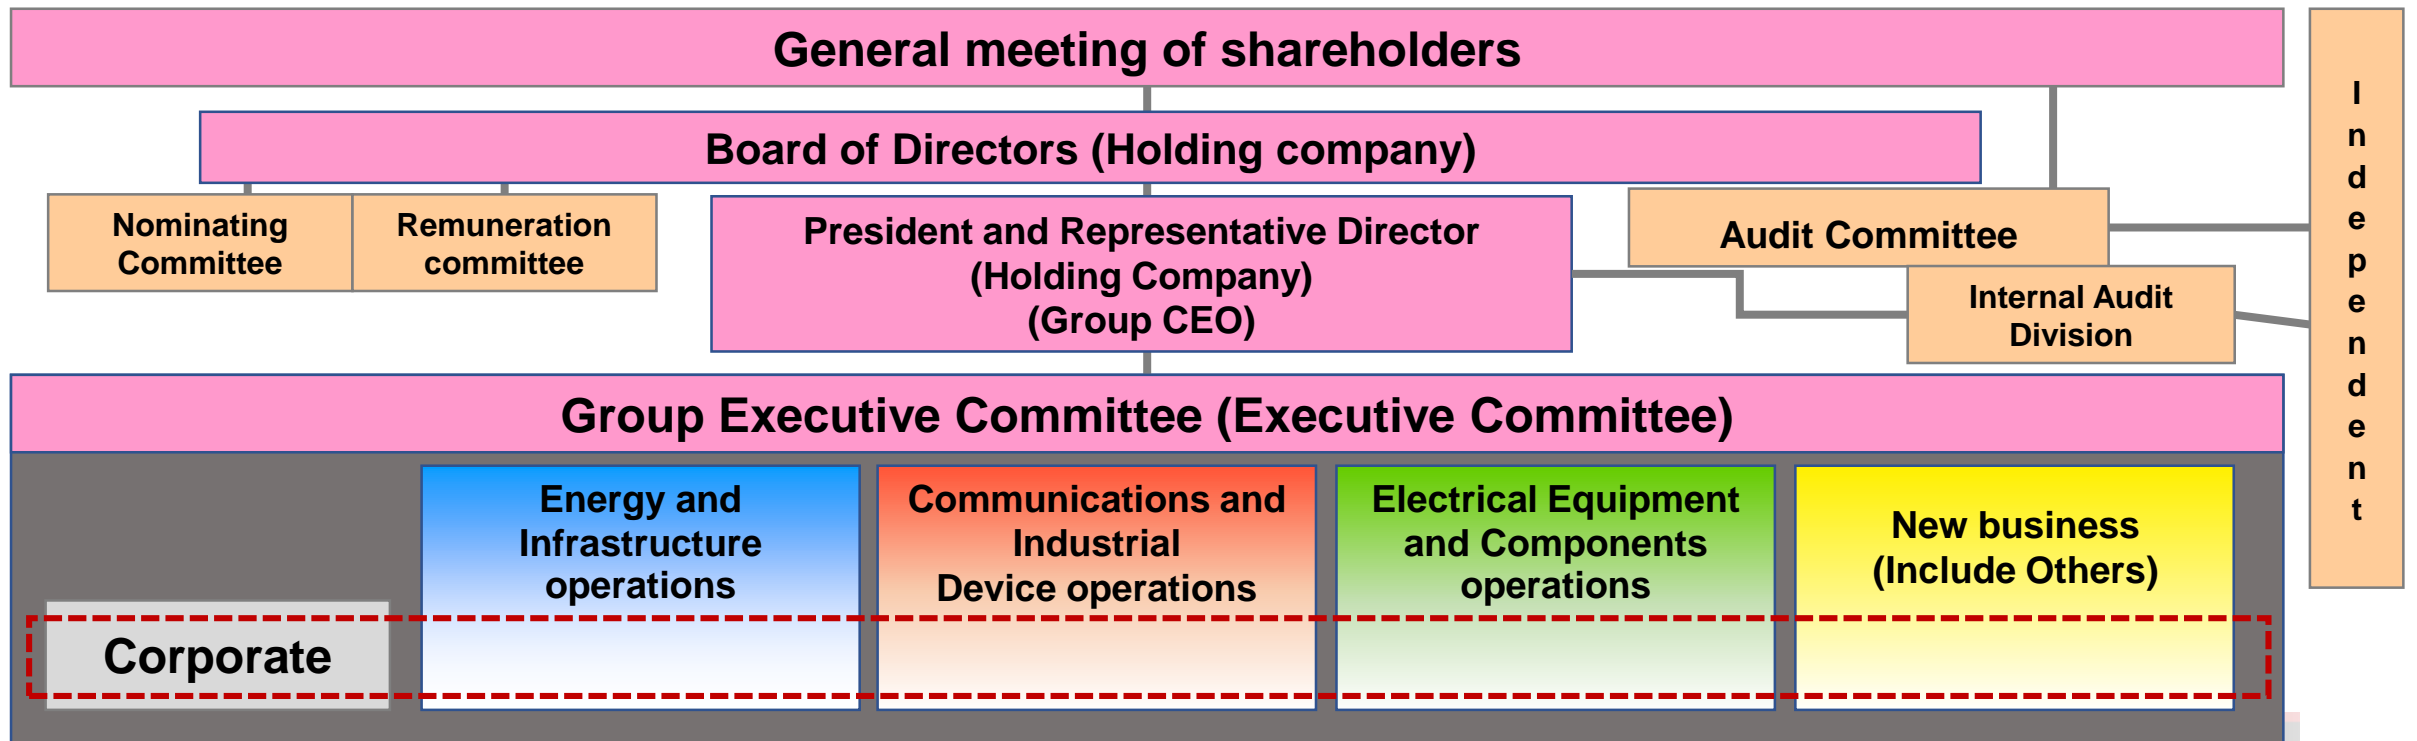 General meeting of shareholders
Board of Directors (Holding company)
Nominating
Committee
Remuneration
committee
President and Representative Director
(Holding Company)
(Group CEO)
Audit Committee
Internal Audit
Division
Independent
Group Executive Committee (Executive Committee)
Corporate
Energy and
Infrastructure
operations
Communications and
Industrial
Device operations
Electrical Equipment
and Components
operations
New business
(Include Others)